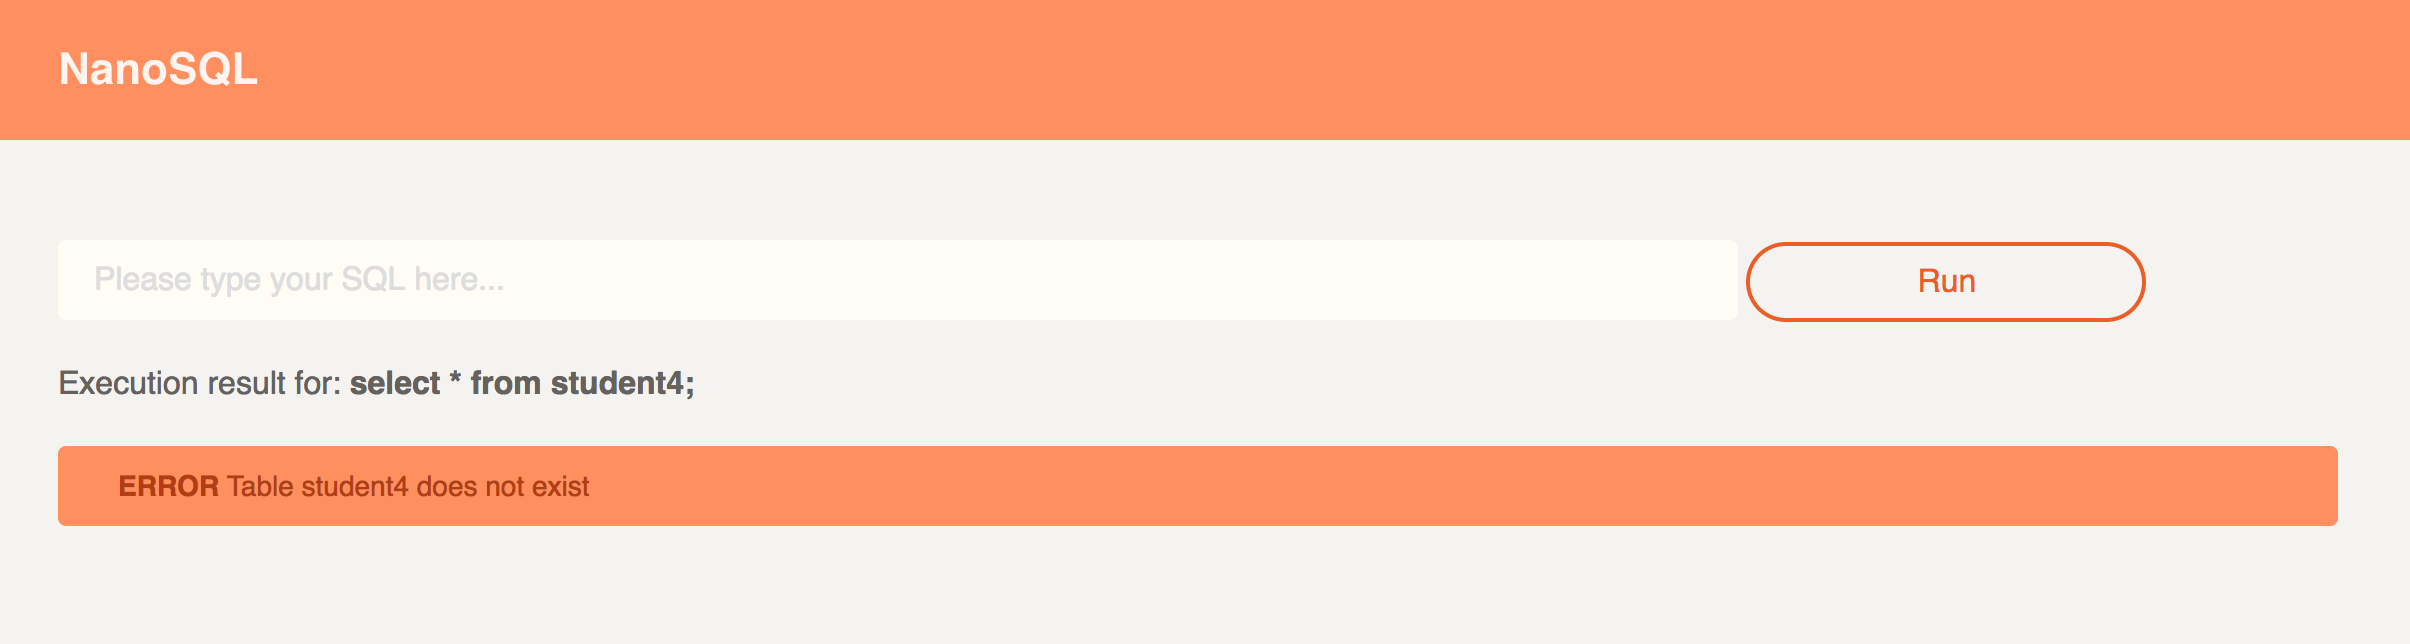 NanoSQL
Please type your SQL here...
Run
Execution result for: select * from student4;
ERROR Table student4 does not exist